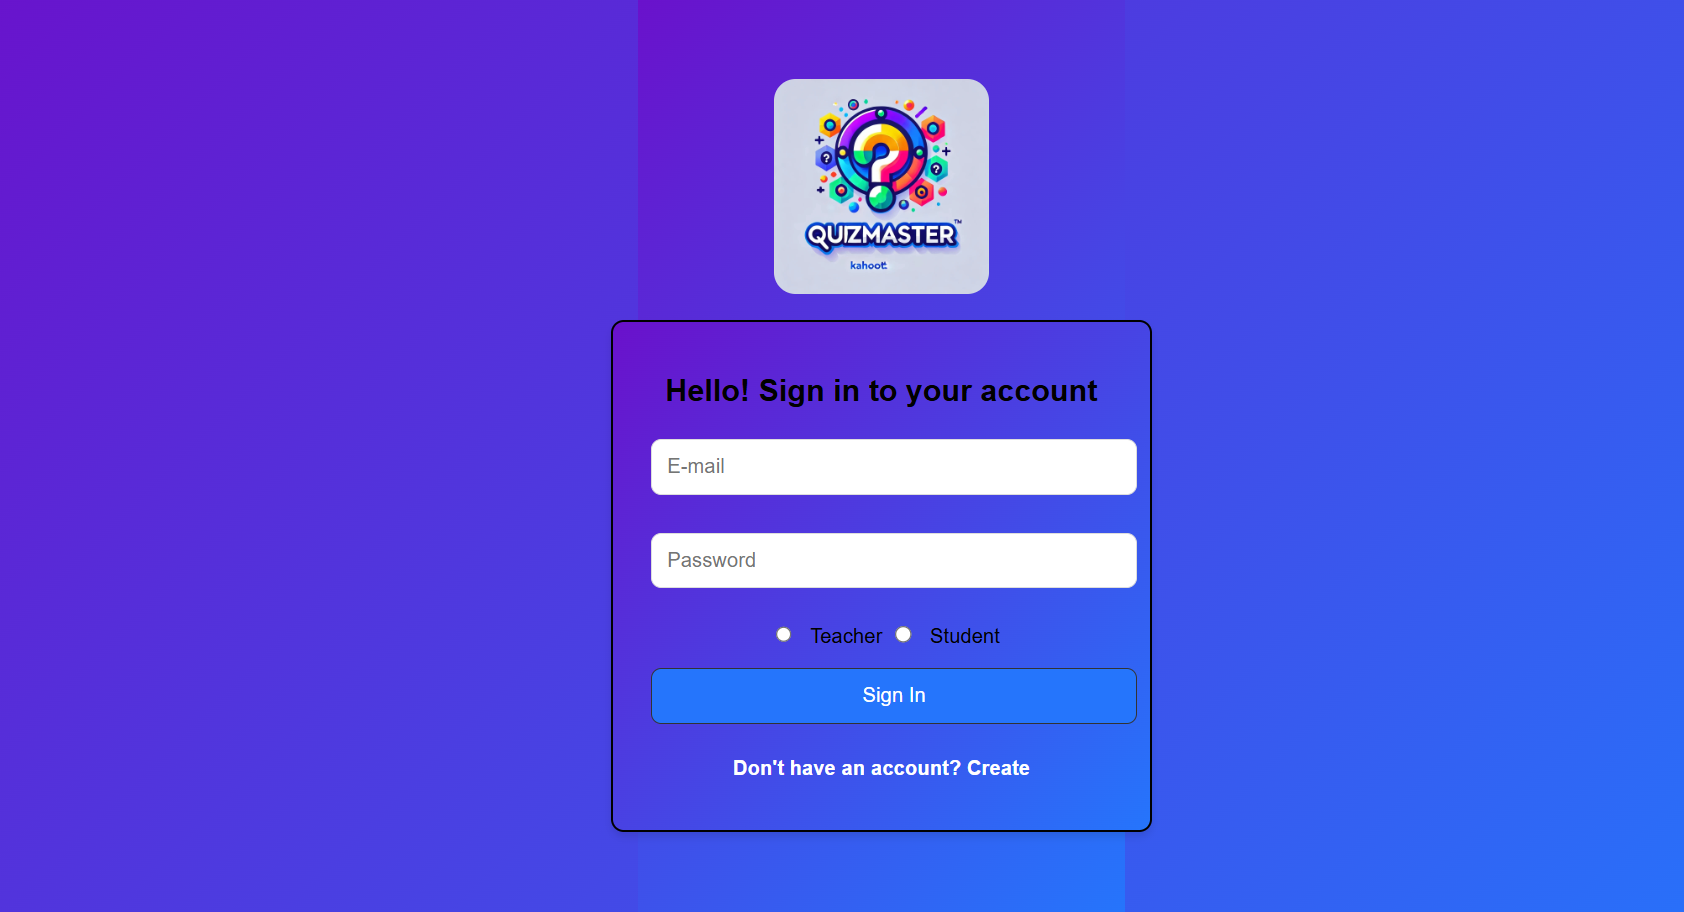 QUIZMASTER™
kahoot!
Hello! Sign in to your account
E-mail
Password
Teacher Student
Sign In
Don't have an account? Create